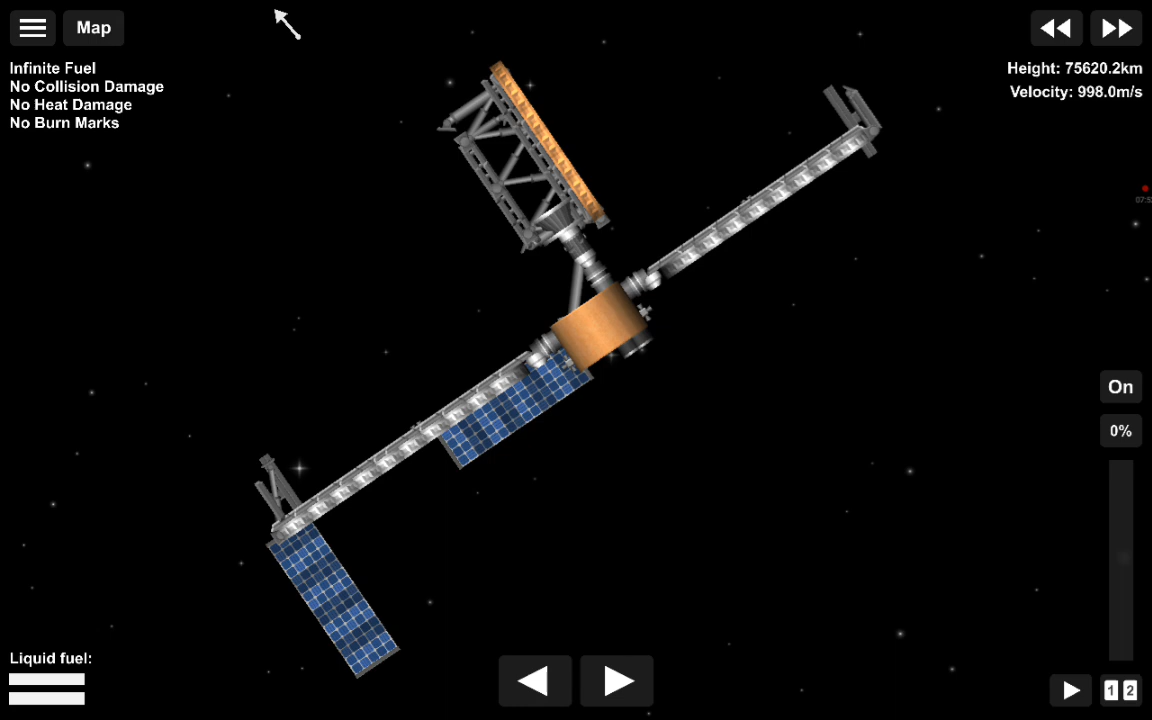 Map
Infinite Fuel
No Collision Damage
No Heat Damage
No Burn Marks
Height: 75620.2km
Velocity: 998.0m/s
On
0%
Liquid fuel:
1 2